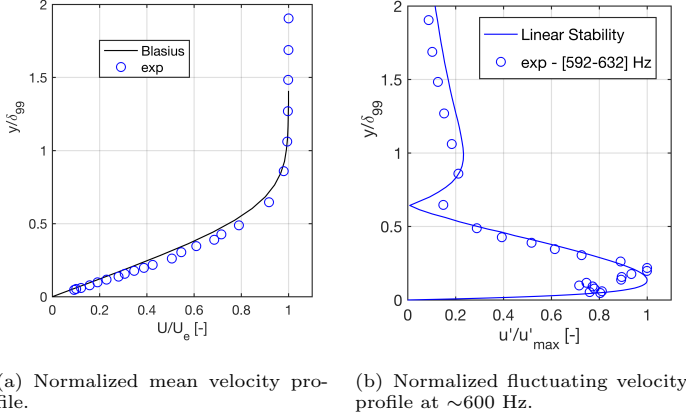 2
1.5
1
0.5
0
y/δ99
0
0.2
0.4
0.6
0.8
1
U/Ue [-]
Blasius
exp
2
1.5
1
0.5
0
y/δ99
0
0.2
0.4
0.6
0.8
1
u'/u'max [-]
Linear Stability
exp - [592-632] Hz
(a) Normalized mean velocity pro-
file.
(b) Normalized fluctuating velocity
profile at ∼600 Hz.